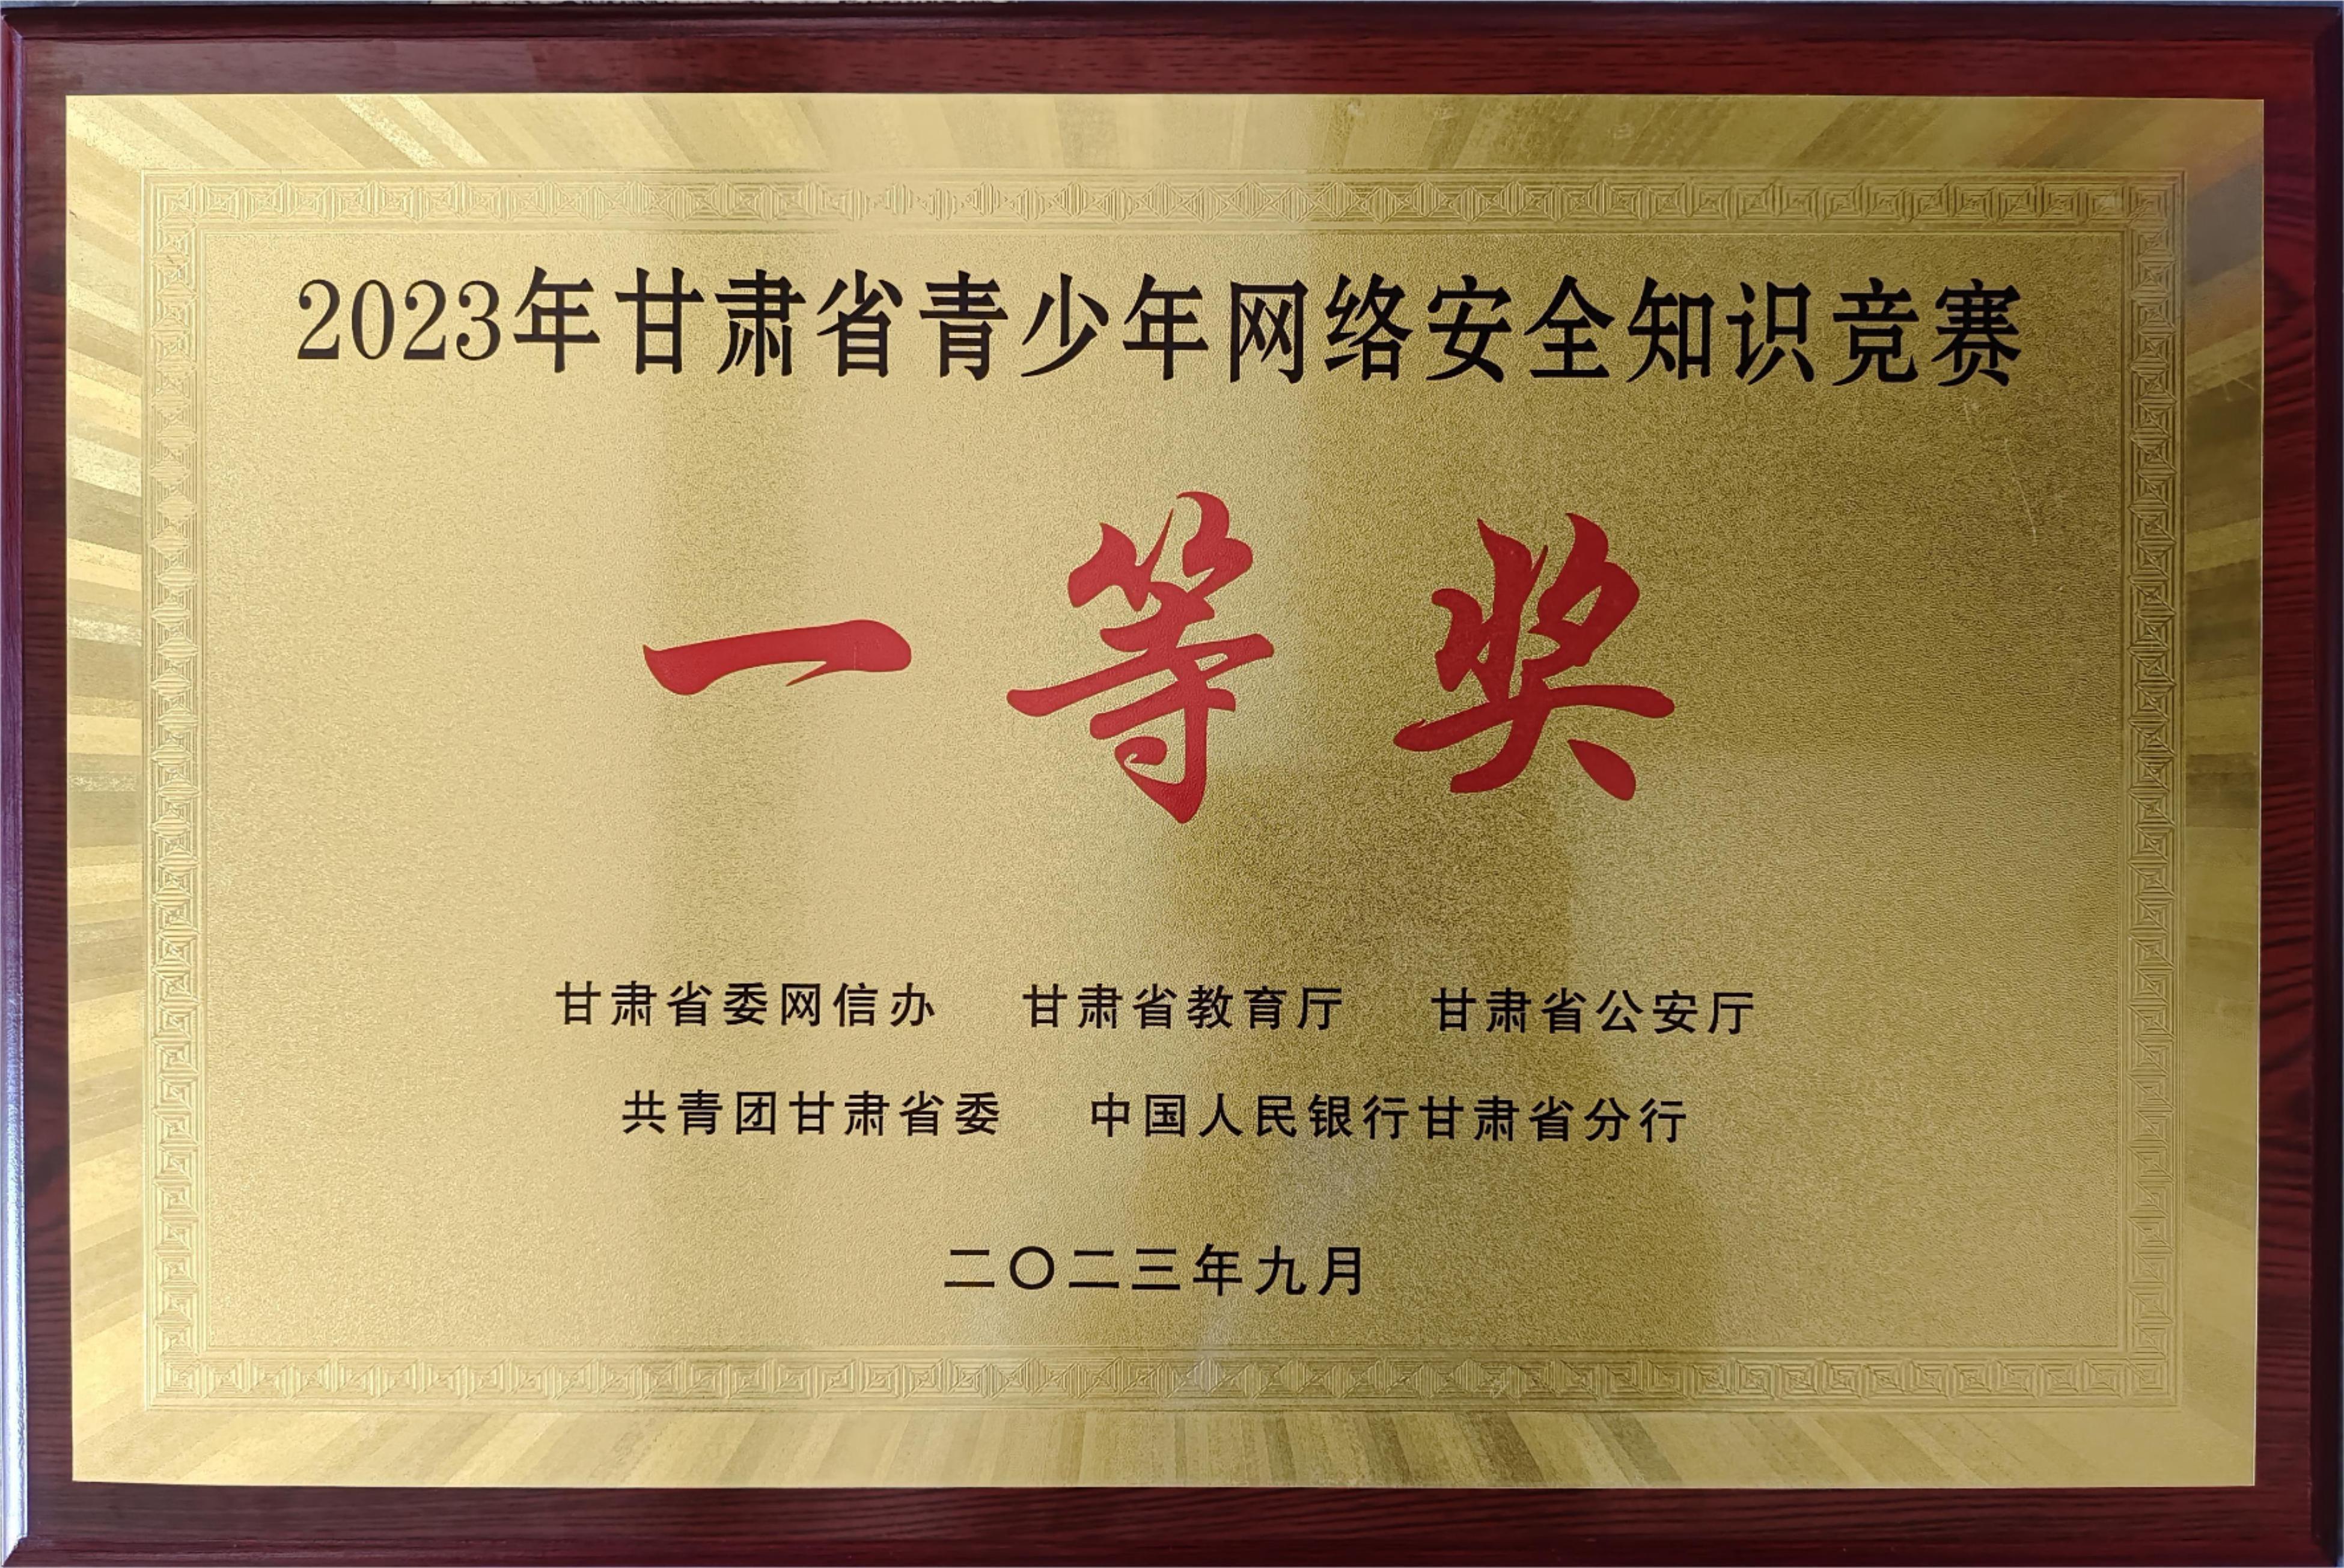 2023年甘肃省青少年网络安全知识竞赛
一等奖
甘肃省委网信办 甘肃省教育厅 甘肃省公安厅
共青团甘肃省委 中国人民银行甘肃省分行
二〇二三年九月